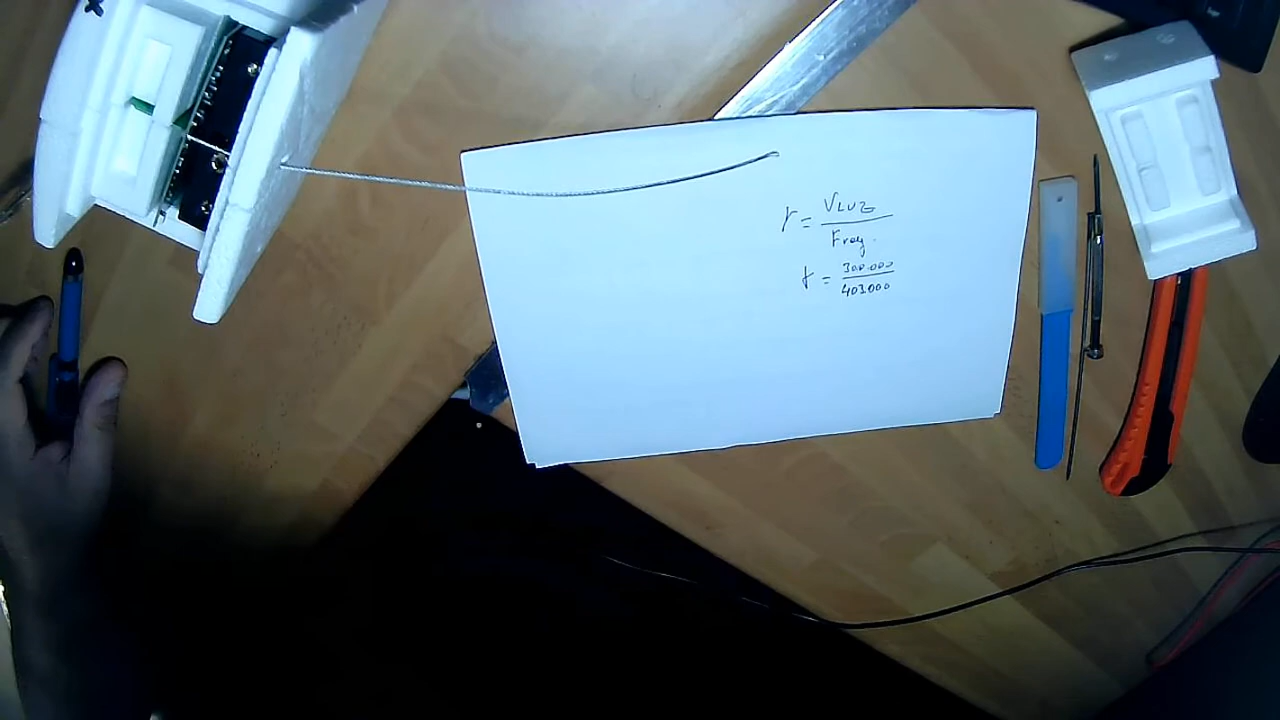 r = VLUZ
Freq.
r = 300.000
403000